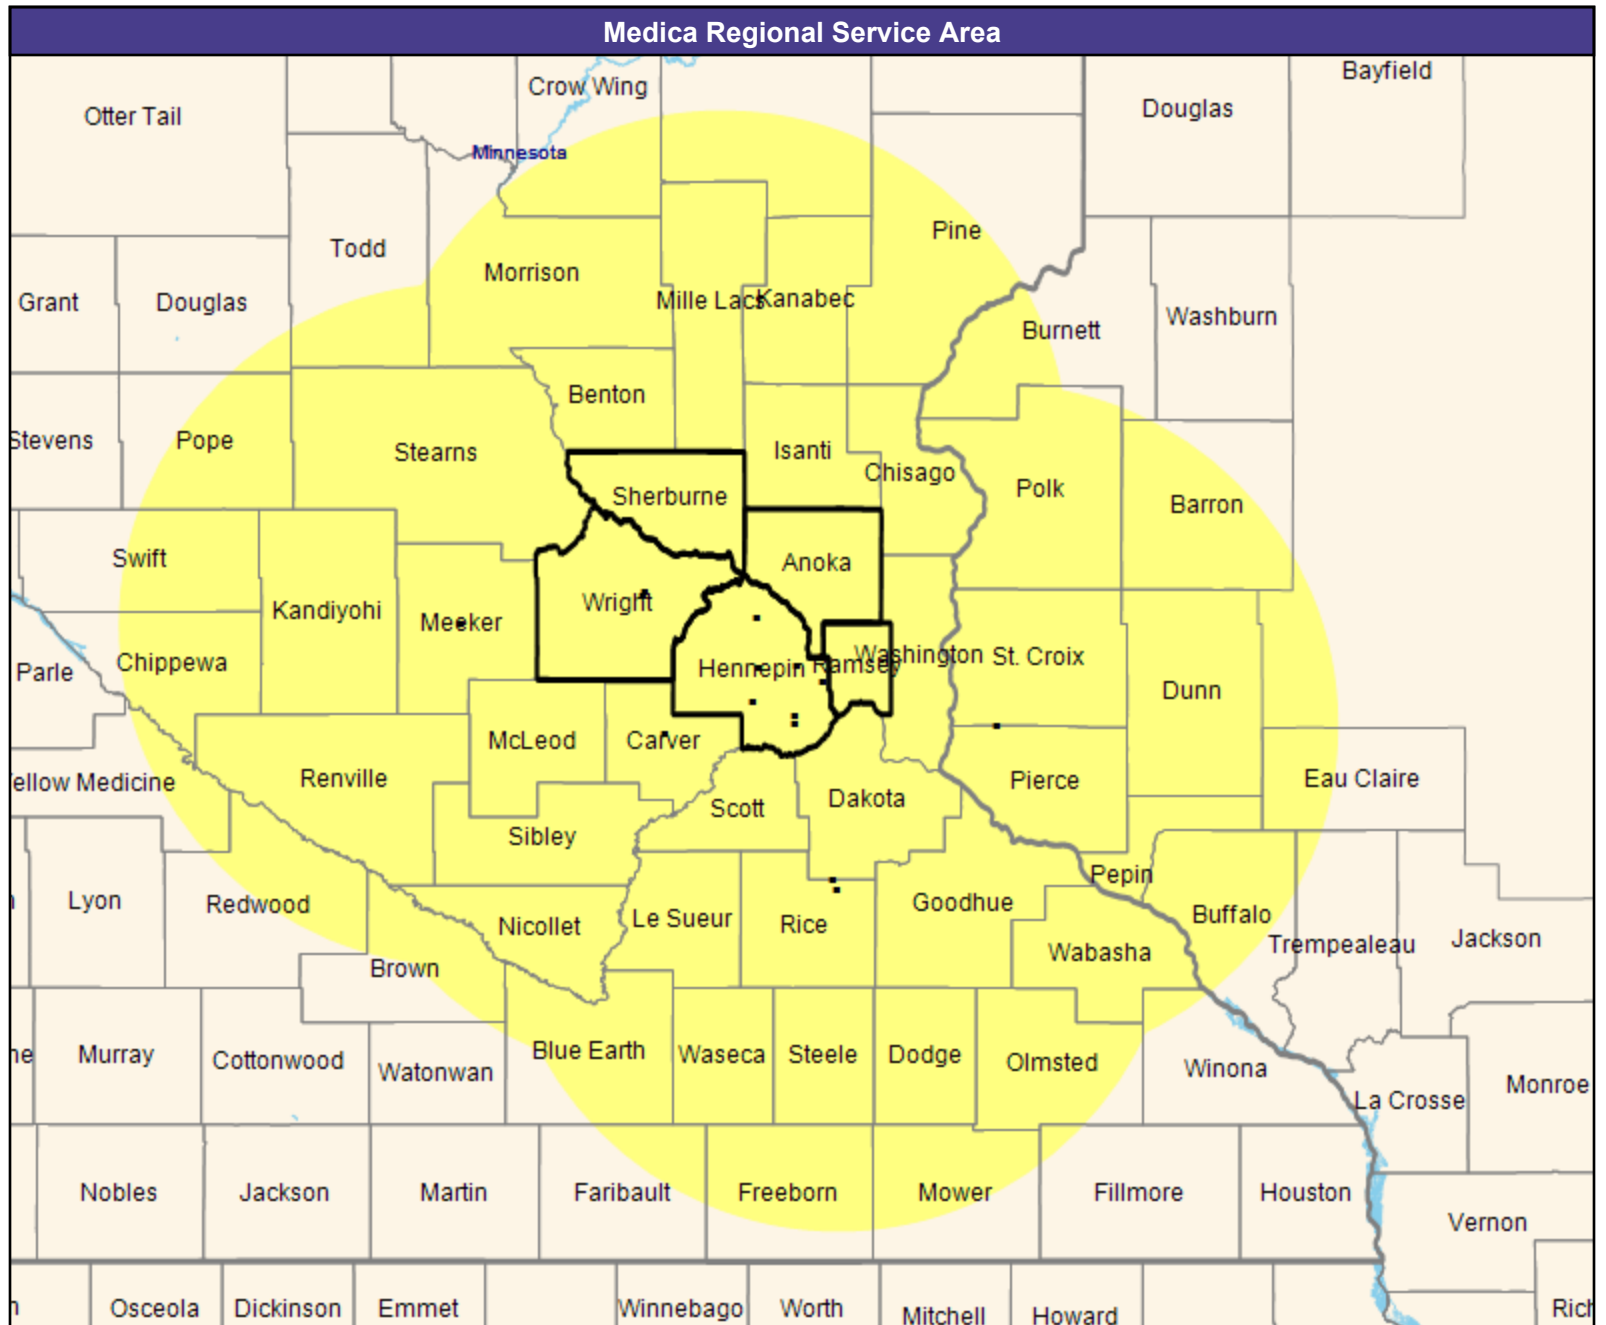 Medica Regional Service Area
Bayfield
Crow Wing
Douglas
Otter Tail
Minnesota
Pine
Todd
Morrison
Mille Lacs
Kanabec
Grant
Douglas
Washburn
Burnett
Benton
Stevens
Pope
Stearns
Isanti
Chisago
Polk
Sherburne
Barron
Swift
Anoka
Wright
Kandiyohi
Meeker
Washington
St. Croix
Chippewa
Hennepin
Ramsey
Parle
Dunn
McLeod
Carver
Renville
ellow Medicine
Pierce
Eau Claire
Dakota
Scott
Sibley
Pepin
Lyon
Redwood
Goodhue
Buffalo
Nicollet
Le Sueur
Rice
Trempealeau
Jackson
Wabasha
Brown
ne
Murray
Cottonwood
Blue Earth
Waseca
Steele
Dodge
Olmsted
Watonwan
Winona
Monroe
La Crosse
Nobles
Jackson
Martin
Faribault
Freeborn
Mower
Fillmore
Houston
Vernon
n
Osceola
Dickinson
Emmet
Winnebago
Worth
Mitchell
Howard
Rich